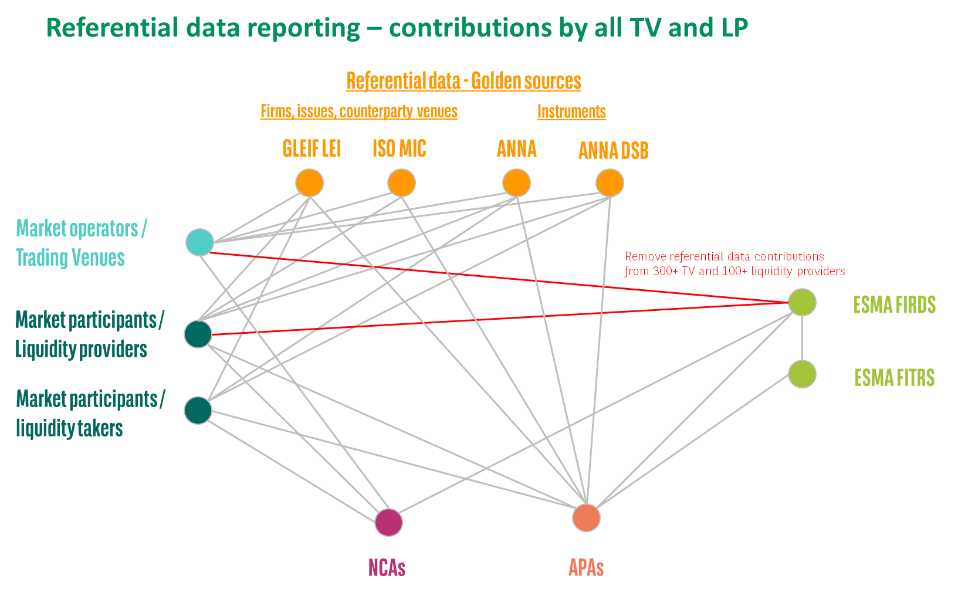 Referential data reporting – contributions by all TV and LP
Referential data - Golden sources
Firms, issues, counterparty venues
Instruments
GLEIF LEI
ISO MIC
ANNA
ANNA DSB
Market operators /
Trading Venues
Remove referential data contributions
from 300+ TV and 100+ liquidity providers
Market participants /
Liquidity providers
ESMA FIRDS
ESMA FITRS
Market participants /
liquidity takers
NCAs
APAs